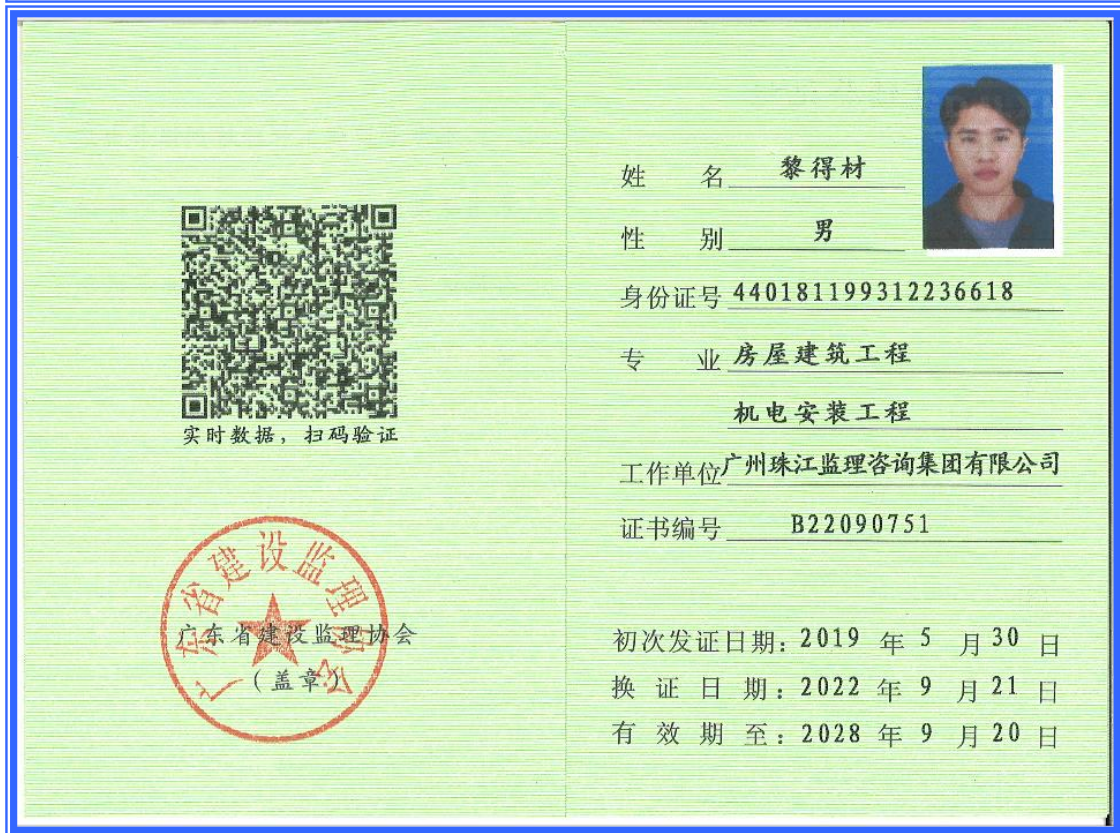 实时数据，扫码验证
广东省建设监理协会
广东省建设监理协会
（盖章）
姓 名 黎得材
性 别 男
身份证号 440181199312236618
专 业 房屋建筑工程
机电安装工程
工作单位 广州珠江监理咨询集团有限公司
证书编号 B22090751
初次发证日期：2019 年 5 月 30 日
换 证 日 期：2022 年 9 月 21 日
有 效 期 至：2028 年 9 月 20 日